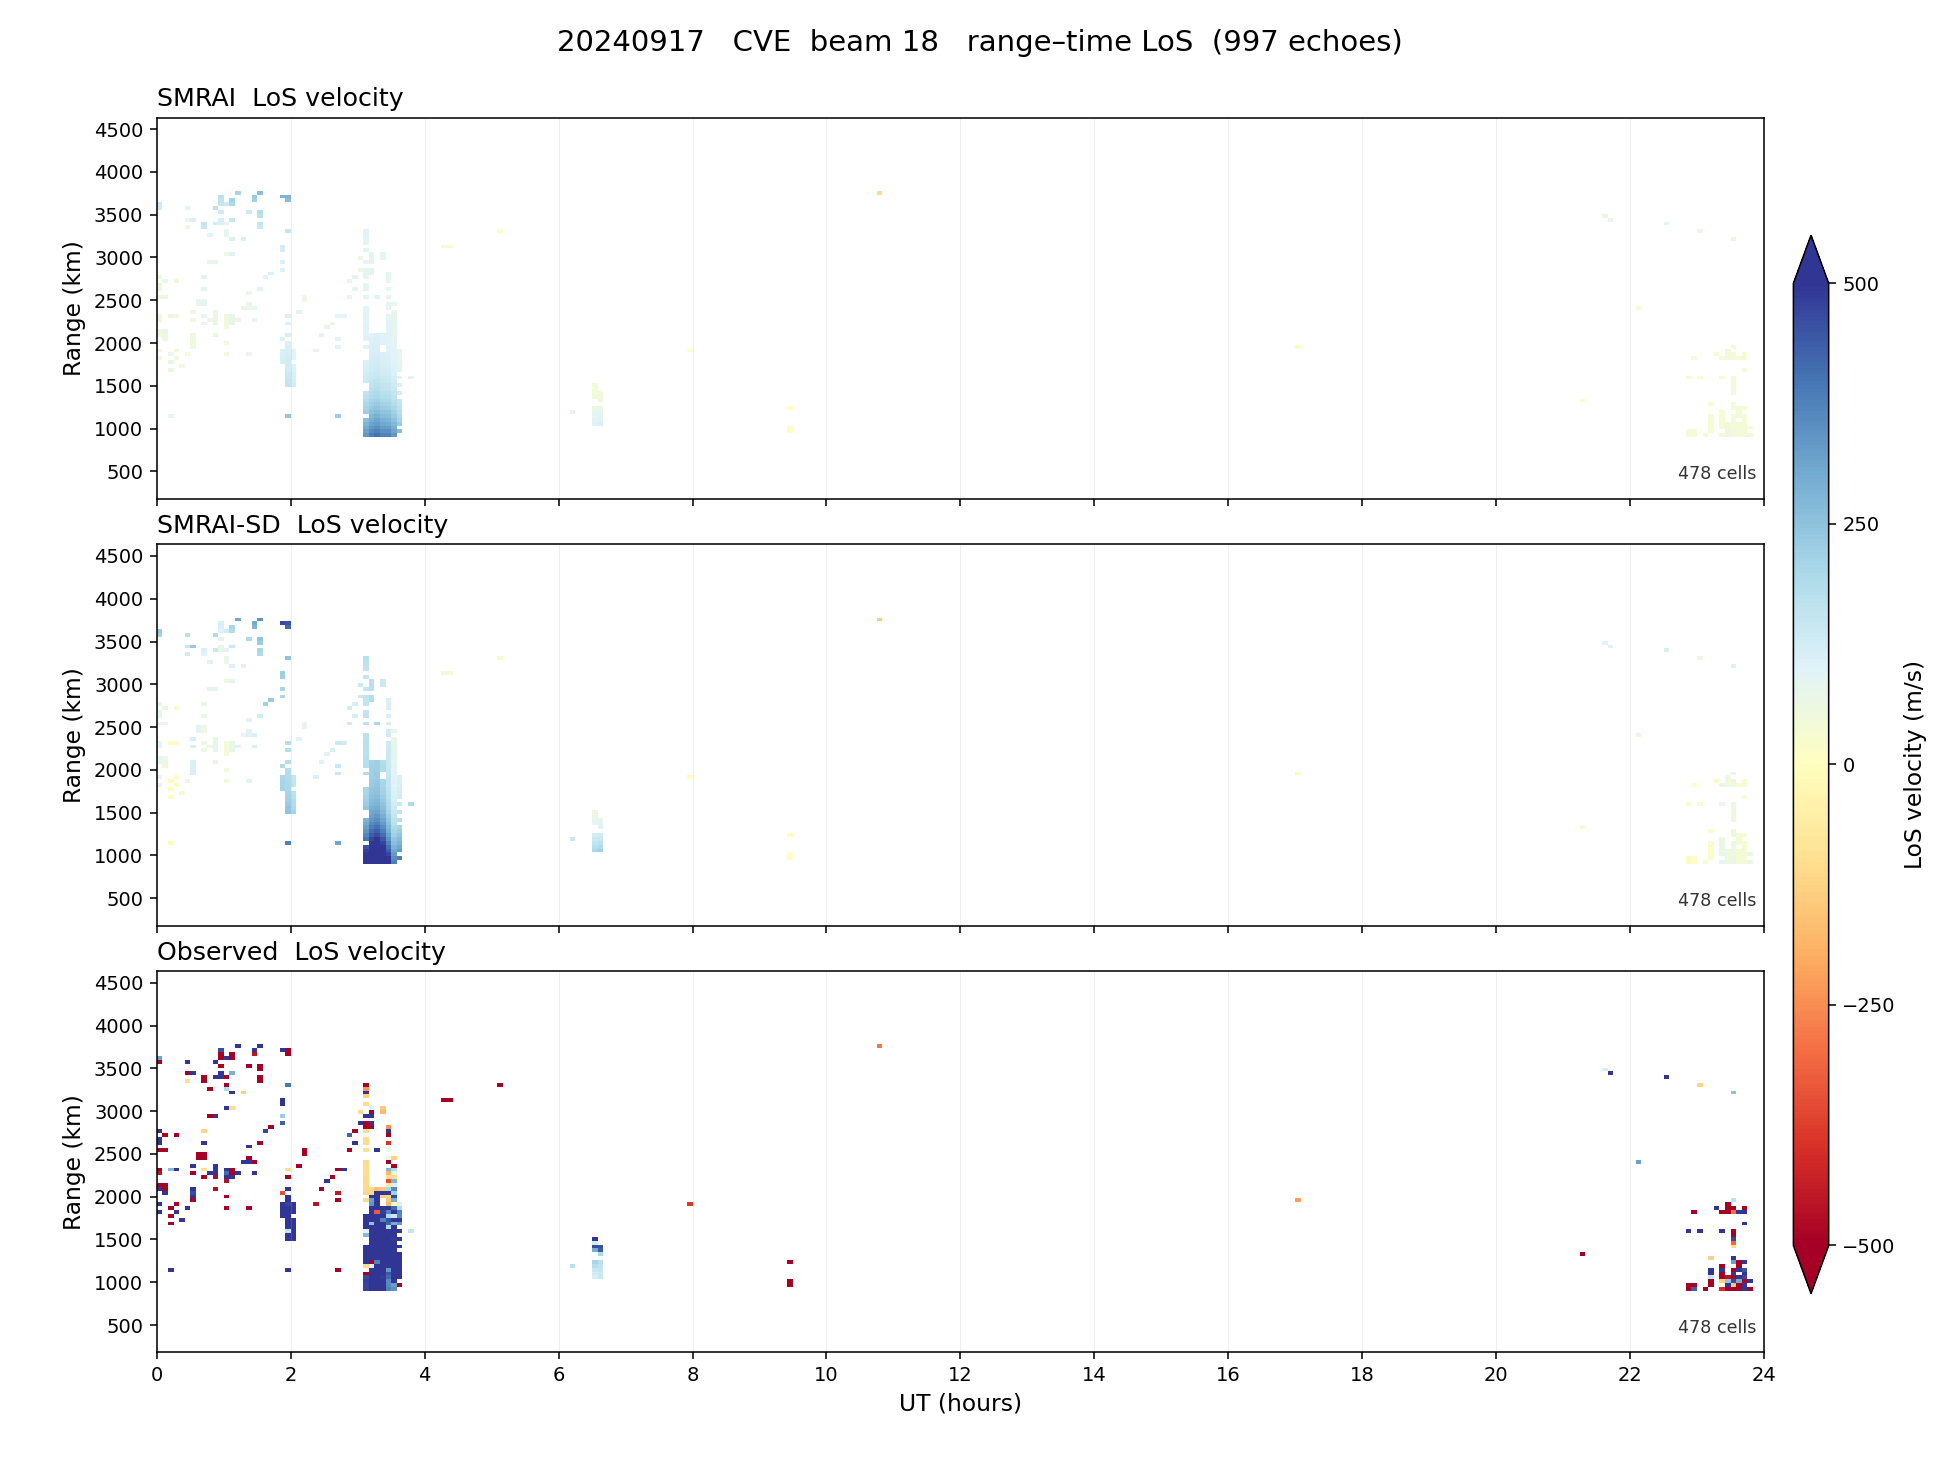 20240917   CVE  beam 18   range–time LoS  (997 echoes)
SMRAI  LoS velocity
4500
4000
3500
3000
2500
2000
1500
1000
500
Range (km)
478 cells
SMRAI-SD  LoS velocity
4500
4000
3500
3000
2500
2000
1500
1000
500
Range (km)
478 cells
Observed  LoS velocity
4500
4000
3500
3000
2500
2000
1500
1000
500
Range (km)
478 cells
0 2 4 6 8 10 12 14 16 18 20 22 24
UT (hours)
500
250
0
−250
−500
LoS velocity (m/s)